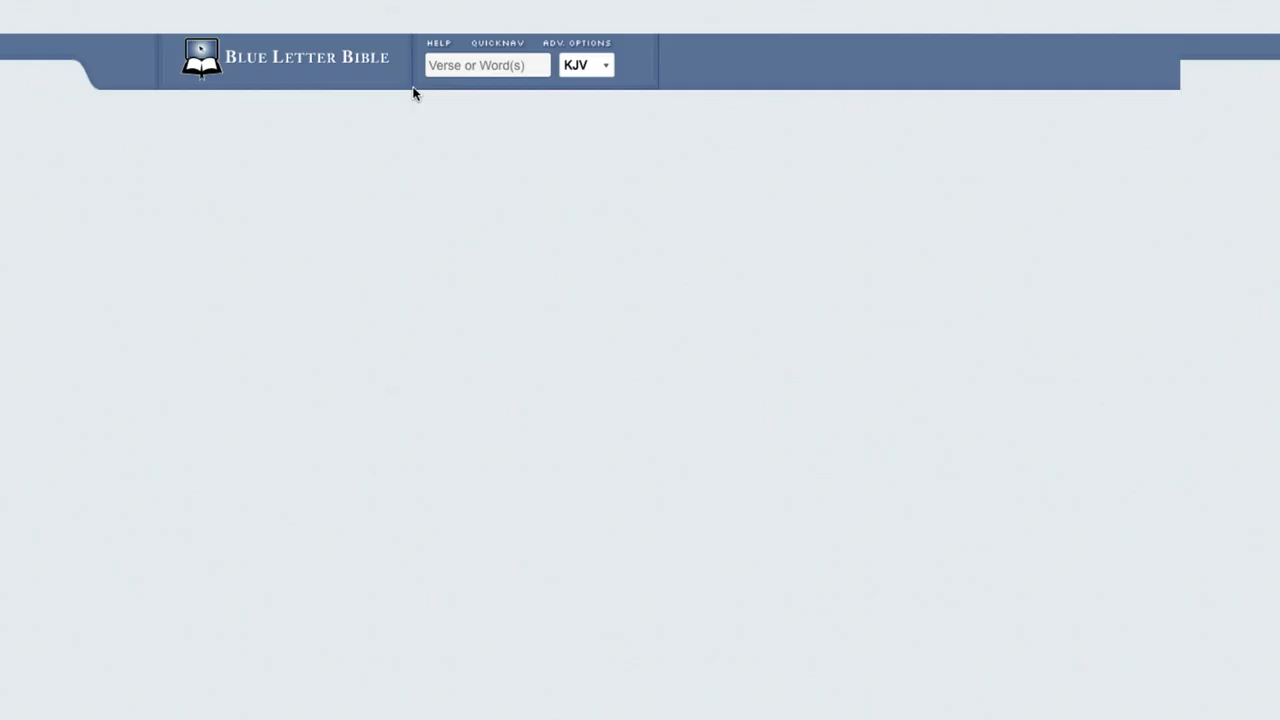 BLUE LETTER BIBLE
HELP QUICKNAV ADV. OPTIONS
Verse or Word(s) KJV